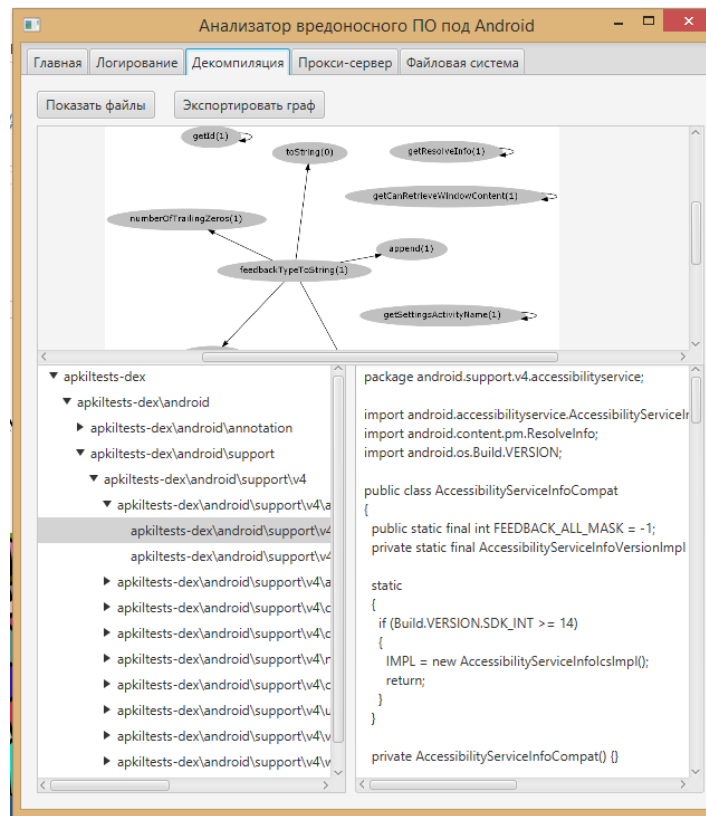 Анализатор вредоносного ПО под Android
Главная Логирование Декомпиляция Прокси-сервер Файловая система
Показать файлы Экспортировать граф
getId(1)
toString(0)
getResolveInfo(1)
getCanRetrieveWindowContent(1)
numberOfTrailingZeros(1)
append(1)
feedbackTypeToString(1)
getSettingsActivityName(1)
apkiltests-dex
apkiltests-dex\android
apkiltests-dex\android\annotation
apkiltests-dex\android\support
apkiltests-dex\android\support\v4
apkiltests-dex\android\support\v4\a
apkiltests-dex\android\support\v4
apkiltests-dex\android\support\v4
apkiltests-dex\android\support\v4\a
apkiltests-dex\android\support\v4\c
apkiltests-dex\android\support\v4\c
apkiltests-dex\android\support\v4\r
apkiltests-dex\android\support\v4\c
apkiltests-dex\android\support\v4\u
apkiltests-dex\android\support\v4\v
apkiltests-dex\android\support\v4\v
package android.support.v4.accessibilityservice;
import android.accessibilityservice.AccessibilityServiceIr
import android.content.pm.ResolveInfo;
import android.os.Build.VERSION;
public class AccessibilityServiceInfoCompat
{
public static final int FEEDBACK_ALL_MASK = -1;
private static final AccessibilityServiceInfoVersionImpl
static
{
if (Build.VERSION.SDK_INT >= 14)
{
IMPL = new AccessibilityServiceInfoIcsImpl();
return;
}
}
private AccessibilityServiceInfoCompat() {}